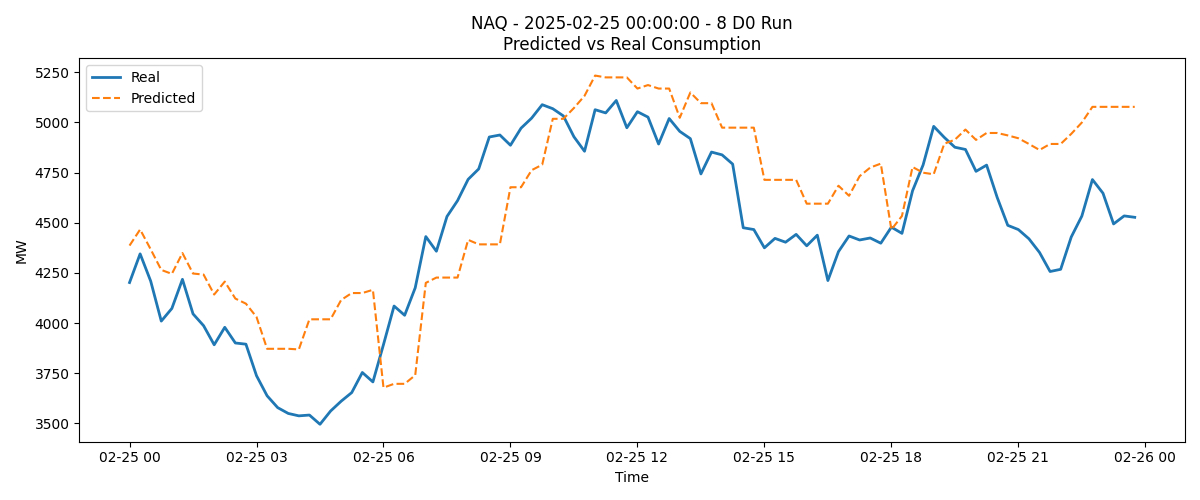 NAQ - 2025-02-25 00:00:00 - 8 D0 Run
Predicted vs Real Consumption
Real
Predicted
5250
5000
4750
4500
4250
4000
3750
3500
MW
02-25 00
02-25 03
02-25 06
02-25 09
02-25 12
02-25 15
02-25 18
02-25 21
02-26 00
Time